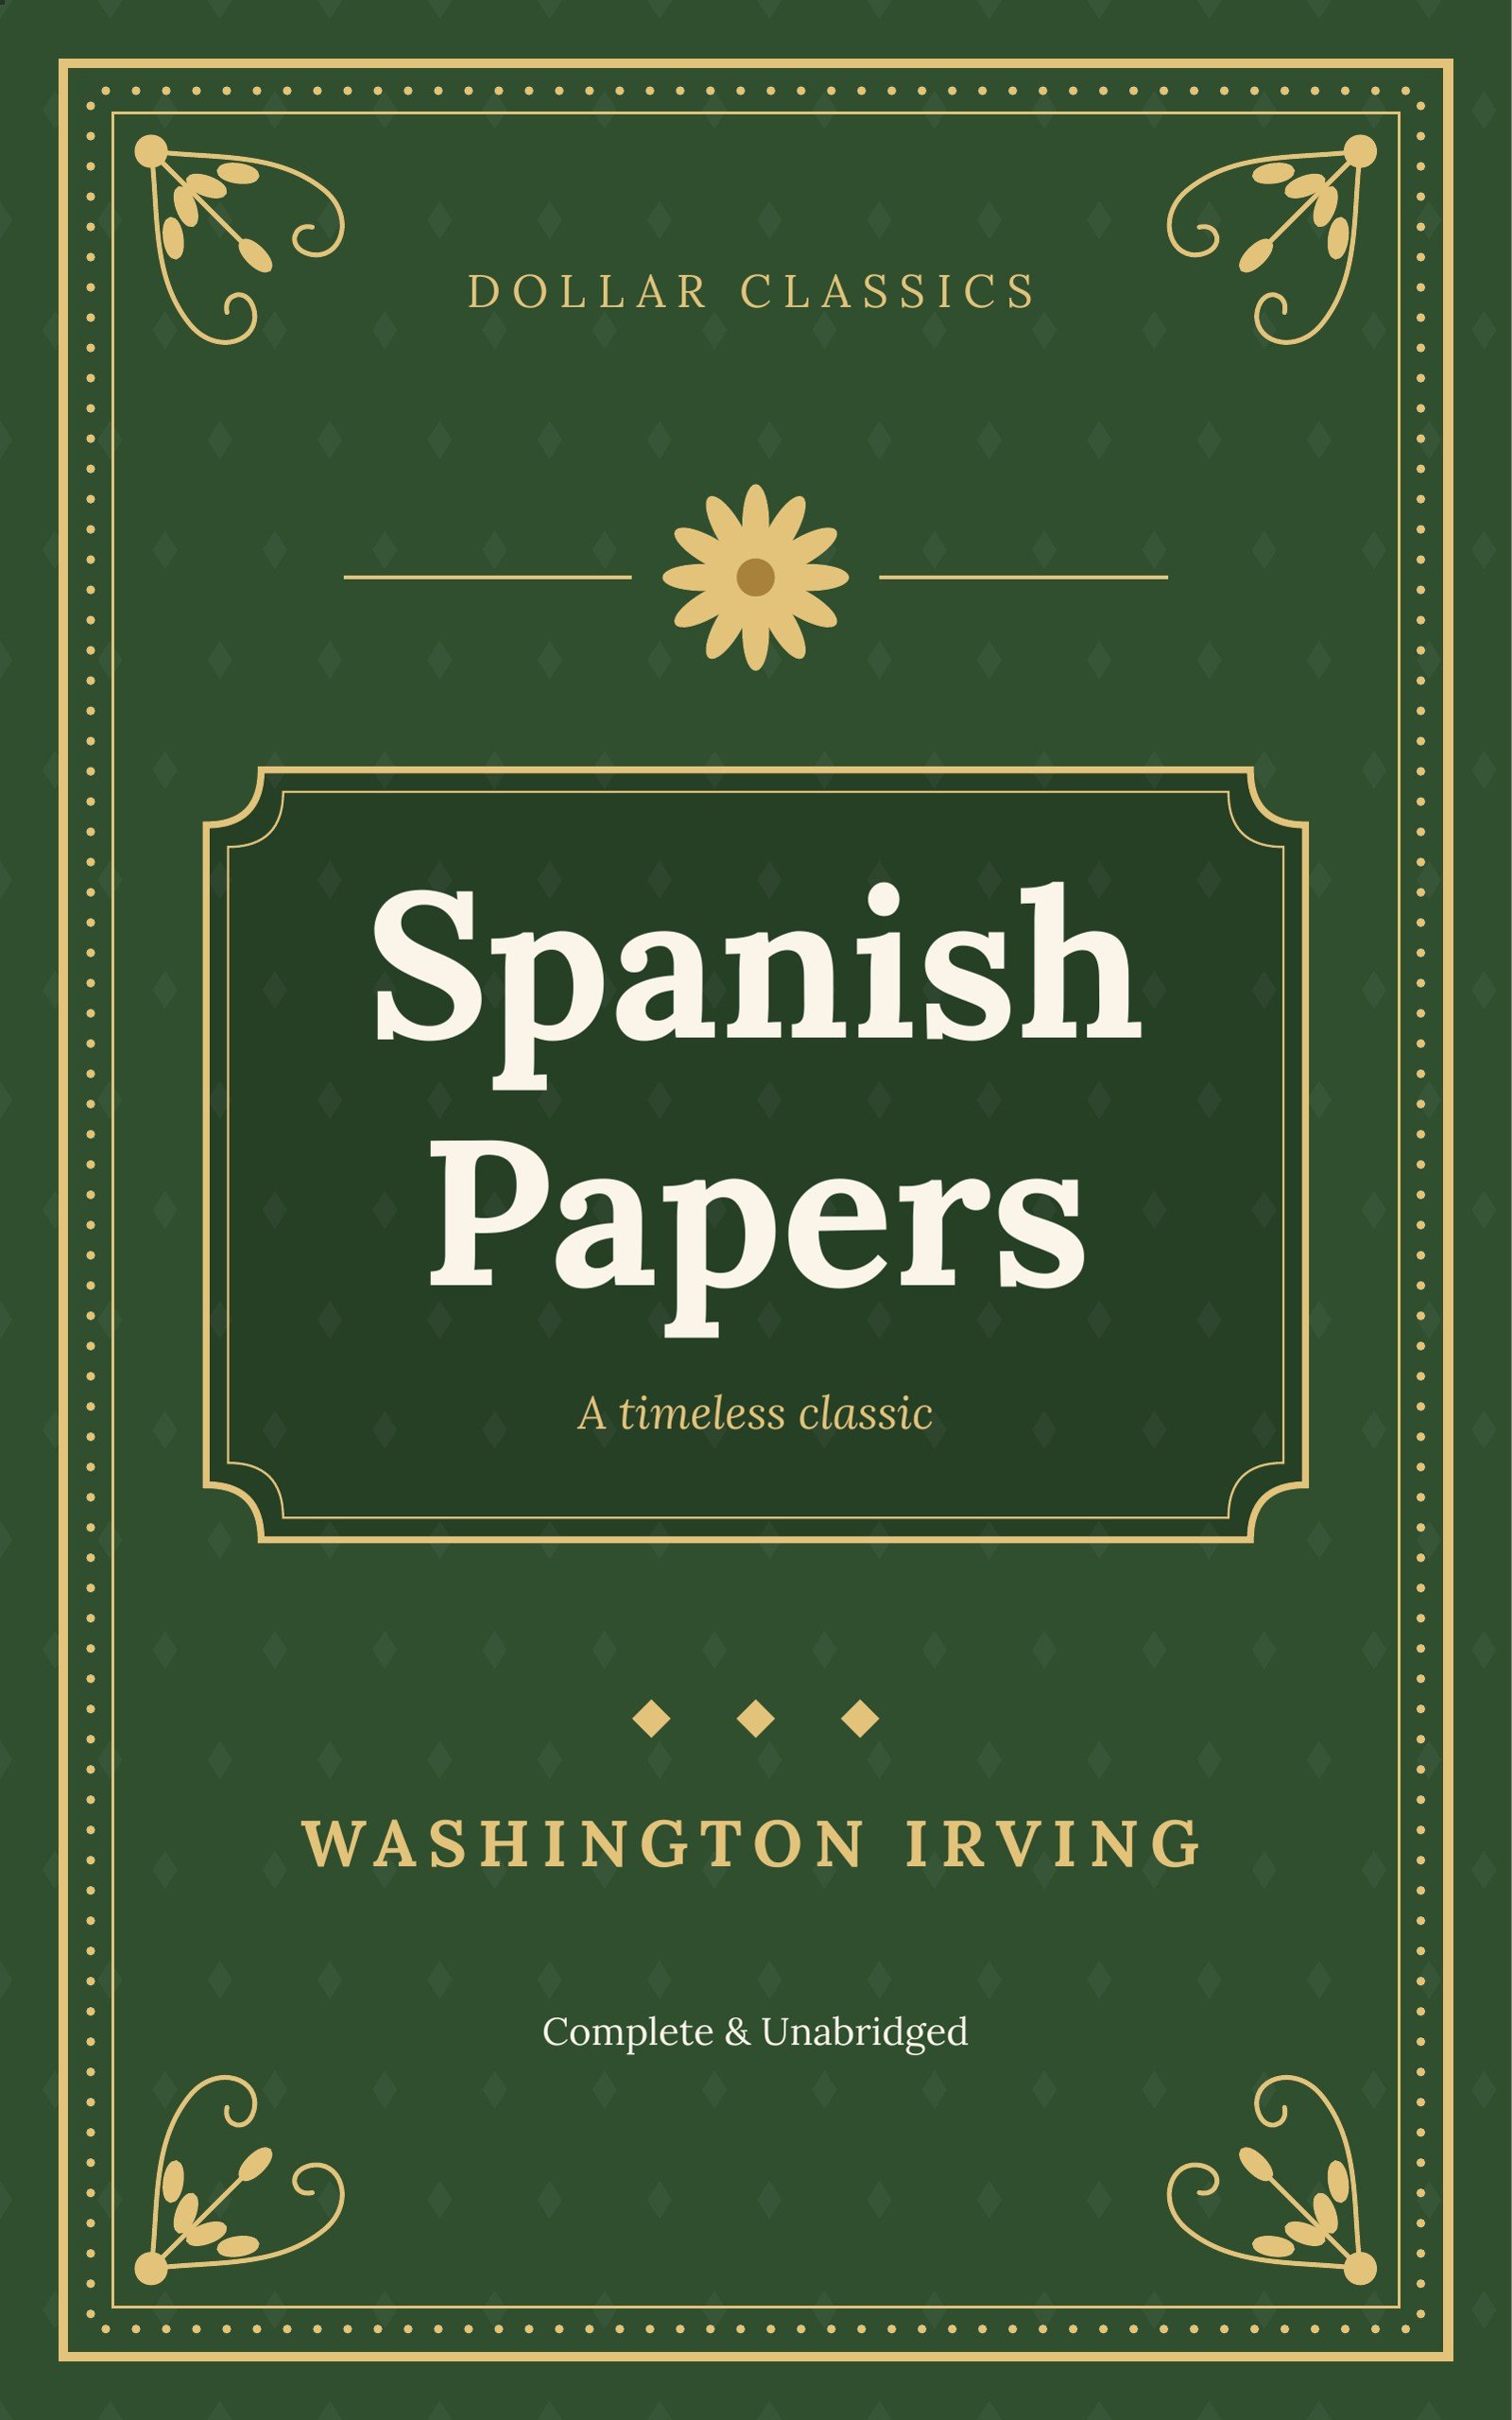 DOLLAR CLASSICS
Spanish
Papers
A timeless classic
WASHINGTON IRVING
Complete & Unabridged